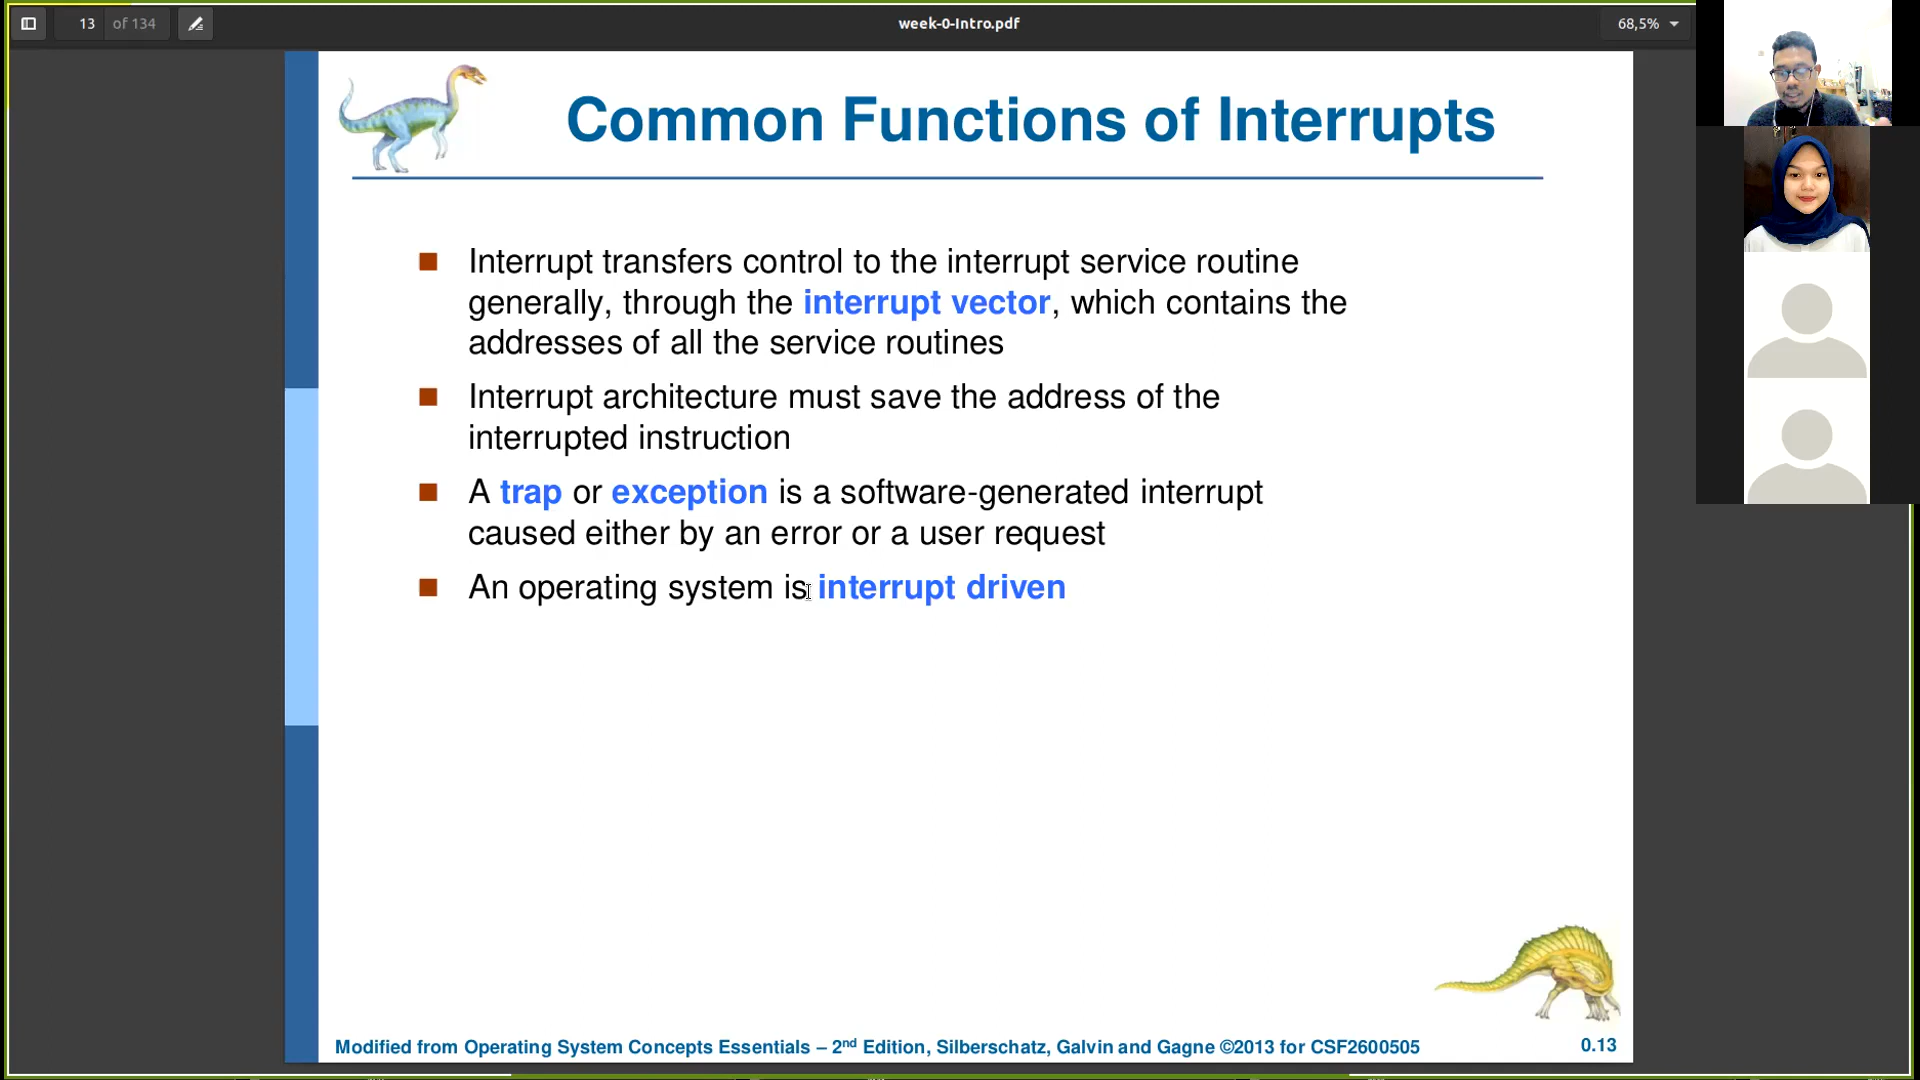 13 of 134
week-0-Intro.pdf
68,5%
Common Functions of Interrupts
Interrupt transfers control to the interrupt service routine
generally, through the interrupt vector, which contains the
addresses of all the service routines
Interrupt architecture must save the address of the
interrupted instruction
A trap or exception is a software-generated interrupt
caused either by an error or a user request
An operating system is interrupt driven
Modified from Operating System Concepts Essentials – 2nd Edition, Silberschatz, Galvin and Gagne ©2013 for CSF2600505
0.13